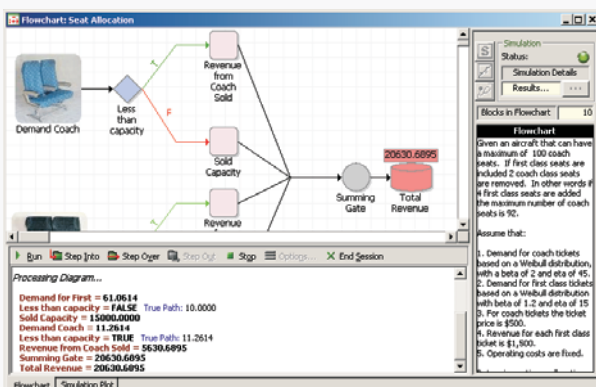 Flowchart: Seat Allocation
Demand Coach
Less
than
capacity
T
F
Revenue
from
Coach
Sold
Sold
Capacity
Revenue
20630.6895
Summing
Gate
Total
Revenue
Simulation
Status:
Simulation Details
Results...
...
Blocks in Flowchart 10
Flowchart
Given an aircraft that can have
a maximum of 100 coach
seats. If first class seats are
included 2 coach class seats
are removed. In other words if
4 first class seats are added
the maximum number of coach
seats is 92.
Assume that:
1. Demand for coach tickets
based on a Weibull distribution,
with a beta of 2 and eta of 45.
2. Demand for first class tickets
based on a Weibull distribution
with beta of 1.2 and eta of 15
3. For coach tickets the ticket
price is $500.
4. Revenue for each first class
ticket is $1,500.
5. Operating costs are fixed.
Run Step Into Step Over Step Out Stop Options... End Session
Processing Diagram...
Demand for First = 61.0614
Less than capacity = FALSE True Path: 10.0000
Sold Capacity = 15000.0000
Demand Coach = 11.2614
Less than capacity = TRUE True Path: 11.2614
Revenue from Coach Sold = 5630.6895
Summing Gate = 20630.6895
Total Revenue = 20630.6895
Flowchart Simulation Plot